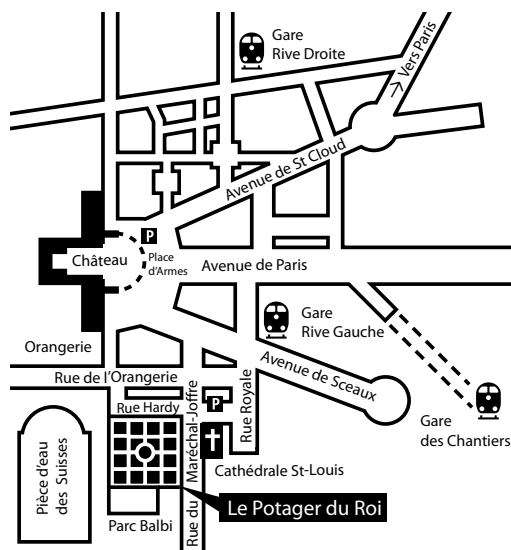 Gare
Rive Droite
Vers Paris
Avenue de St Cloud
P
Château
Place
d'Armes
Avenue de Paris
Gare
Rive Gauche
Orangerie
Rue de l'Orangerie
Avenue de Sceaux
Rue Hardy
P
Rue du Maréchal-Joffre
Rue Royale
Gare
des Chantiers
Pièce d'eau
des Suisses
Cathédrale St-Louis
Le Potager du Roi
Parc Balbi